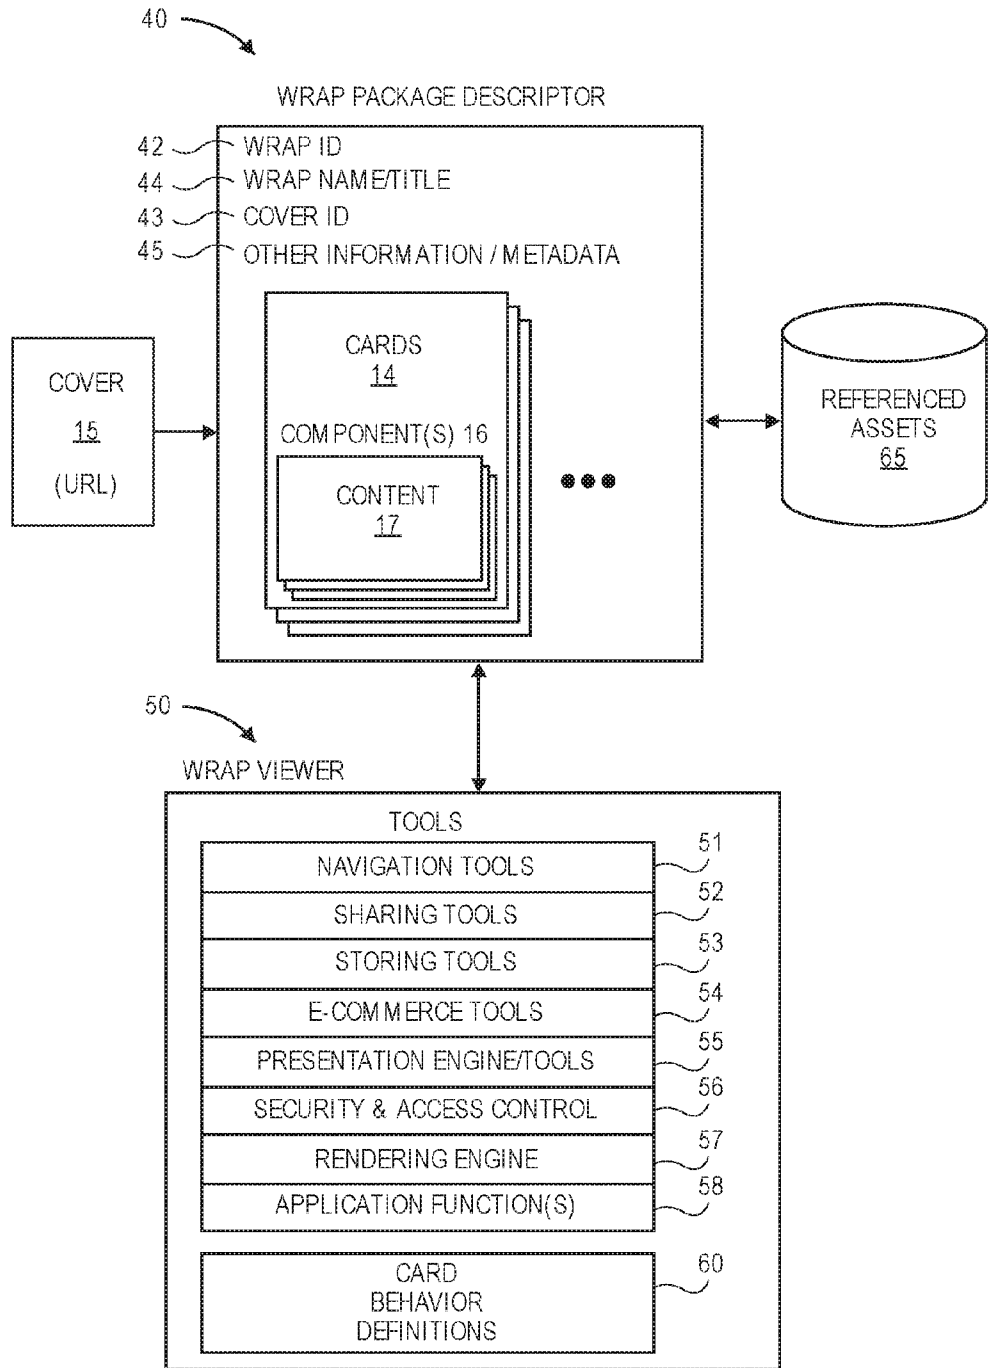 40
WRAP PACKAGE DESCRIPTOR
42 WRAP ID
44 WRAP NAME/TITLE
43 COVER ID
45 OTHER INFORMATION / METADATA
COVER
15
(URL)
CARDS
14
COMPONENT(S) 16
CONTENT
17
REFERENCED
ASSETS
65
50
WRAP VIEWER
TOOLS
NAVIGATION TOOLS 51
SHARING TOOLS 52
STORING TOOLS 53
E-COMMERCE TOOLS 54
PRESENTATION ENGINE/TOOLS 55
SECURITY & ACCESS CONTROL 56
RENDERING ENGINE 57
APPLICATION FUNCTION(S) 58
CARD 60
BEHAVIOR
DEFINITIONS